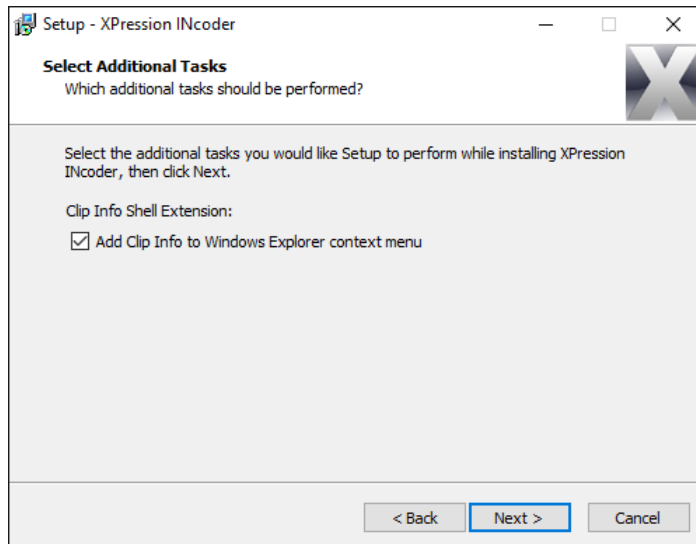 Setup - XPression INcoder
Select Additional Tasks
Which additional tasks should be performed?
Select the additional tasks you would like Setup to perform while installing XPression
INcoder, then click Next.
Clip Info Shell Extension:
Add Clip Info to Windows Explorer context menu
< Back Next > Cancel